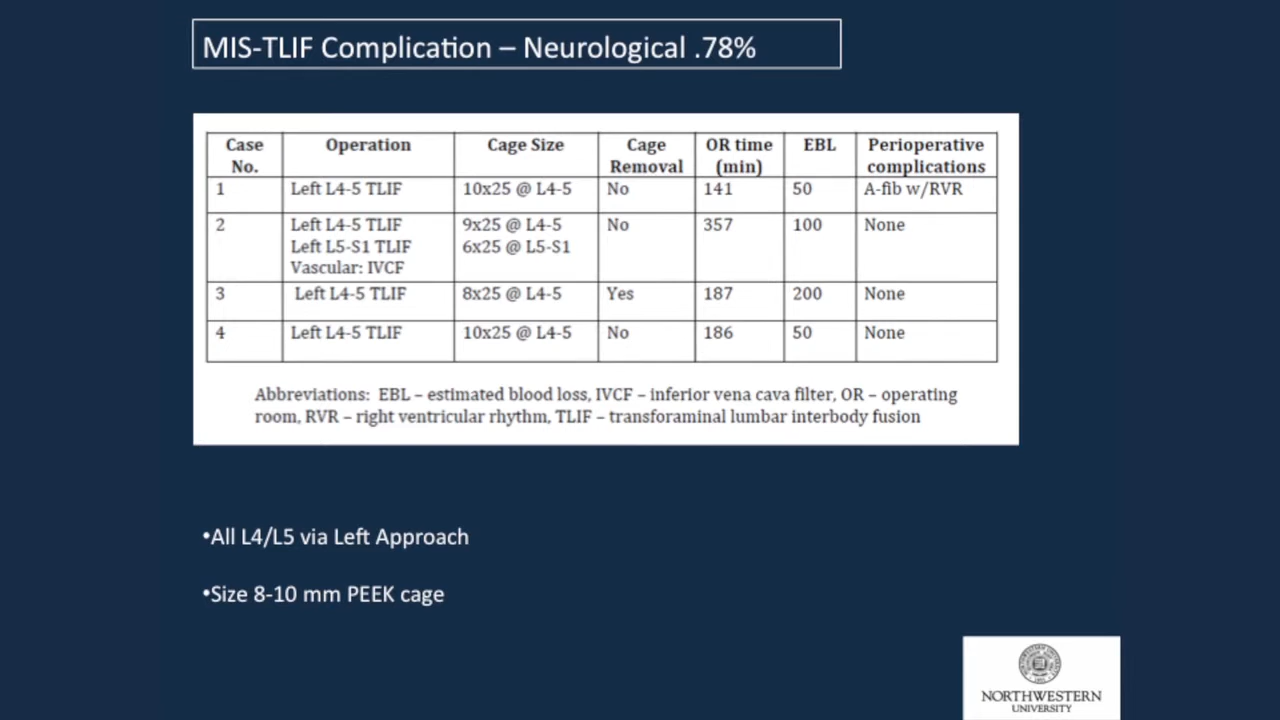 MIS-TLIF Complication – Neurological .78%
Case No. Operation Cage Size Cage Removal OR time (min) EBL Perioperative complications
1 Left L4-5 TLIF 10x25 @ L4-5 No 141 50 A-fib w/RVR
2 Left L4-5 TLIF 9x25 @ L4-5 No 357 100 None
Left L5-S1 TLIF 6x25 @ L5-S1
Vascular: IVCF
3 Left L4-5 TLIF 8x25 @ L4-5 Yes 187 200 None
4 Left L4-5 TLIF 10x25 @ L4-5 No 186 50 None
Abbreviations: EBL – estimated blood loss, IVCF – inferior vena cava filter, OR – operating
room, RVR – right ventricular rhythm, TLIF – transforaminal lumbar interbody fusion
•All L4/L5 via Left Approach
•Size 8-10 mm PEEK cage
NORTHWESTERN
UNIVERSITY